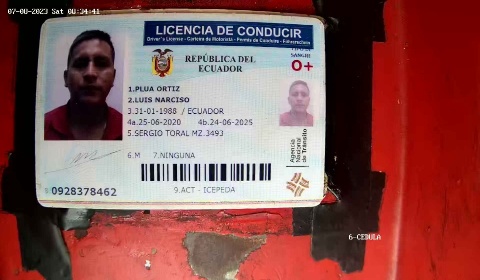 07-08-2023 Sat 08:34:41
LICENCIA DE CONDUCIR
Driver's License - Carteira de Motorista - Permis de Conduire - Führerschein
REPÚBLICA DEL
ECUADOR
SANGRE
O+
1.PLUA ORTIZ
2.LUIS NARCISO
3.31-01-1988 / ECUADOR
4a.25-06-2020 4b.24-06-2025
5.SERGIO TORAL MZ.3493
6.M 7.NINGUNA
Agencia
Nacional
de Tránsito
0928378462
9.ACT - ICEPEDA
6-CEDULA